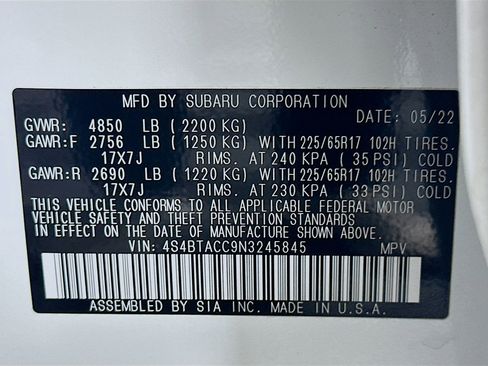 MFD BY SUBARU CORPORATION
DATE: 05/22
GVWR: 4850 LB (2200 KG)
GAWR:F 2756 LB (1250 KG) WITH 225/65R17 102H TIRES.
17X7J RIMS. AT 240 KPA (35 PSI) COLD
GAWR:R 2690 LB (1220 KG) WITH 225/65R17 102H TIRES.
17X7J RIMS. AT 230 KPA (33 PSI) COLD
THIS VEHICLE CONFORMS TO ALL APPLICABLE FEDERAL MOTOR
VEHICLE SAFETY AND THEFT PREVENTION STANDARDS
IN EFFECT ON THE DATE OF MANUFACTURE SHOWN ABOVE.
VIN: 4S4BTACC9N3245845 MPV
ASSEMBLED BY SIA INC. MADE IN U.S.A.